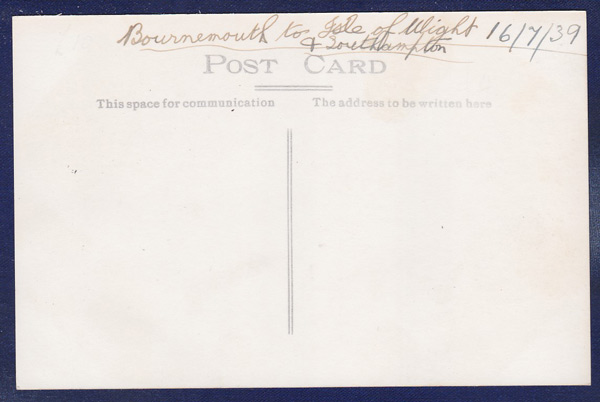 Bournemouth to Isle of Wight 16/7/39
& Southampton
POST CARD
This space for communication
The address to be written here